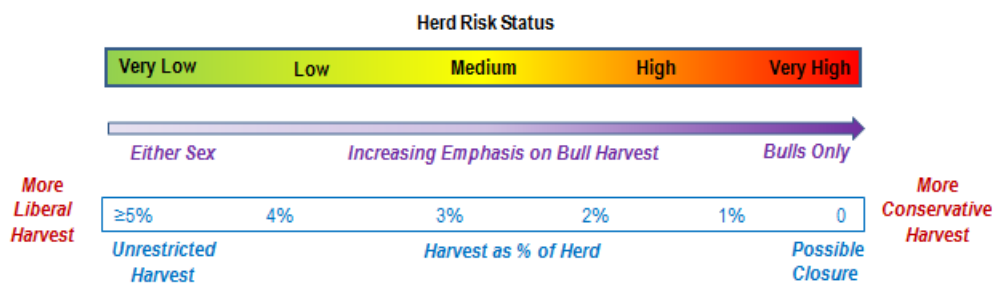 Herd Risk Status
Very Low Low Medium High Very High
Either Sex Increasing Emphasis on Bull Harvest Bulls Only
More
Liberal
Harvest
≥5% 4% 3% 2% 1% 0
More
Conservative
Harvest
Unrestricted
Harvest
Harvest as % of Herd
Possible
Closure